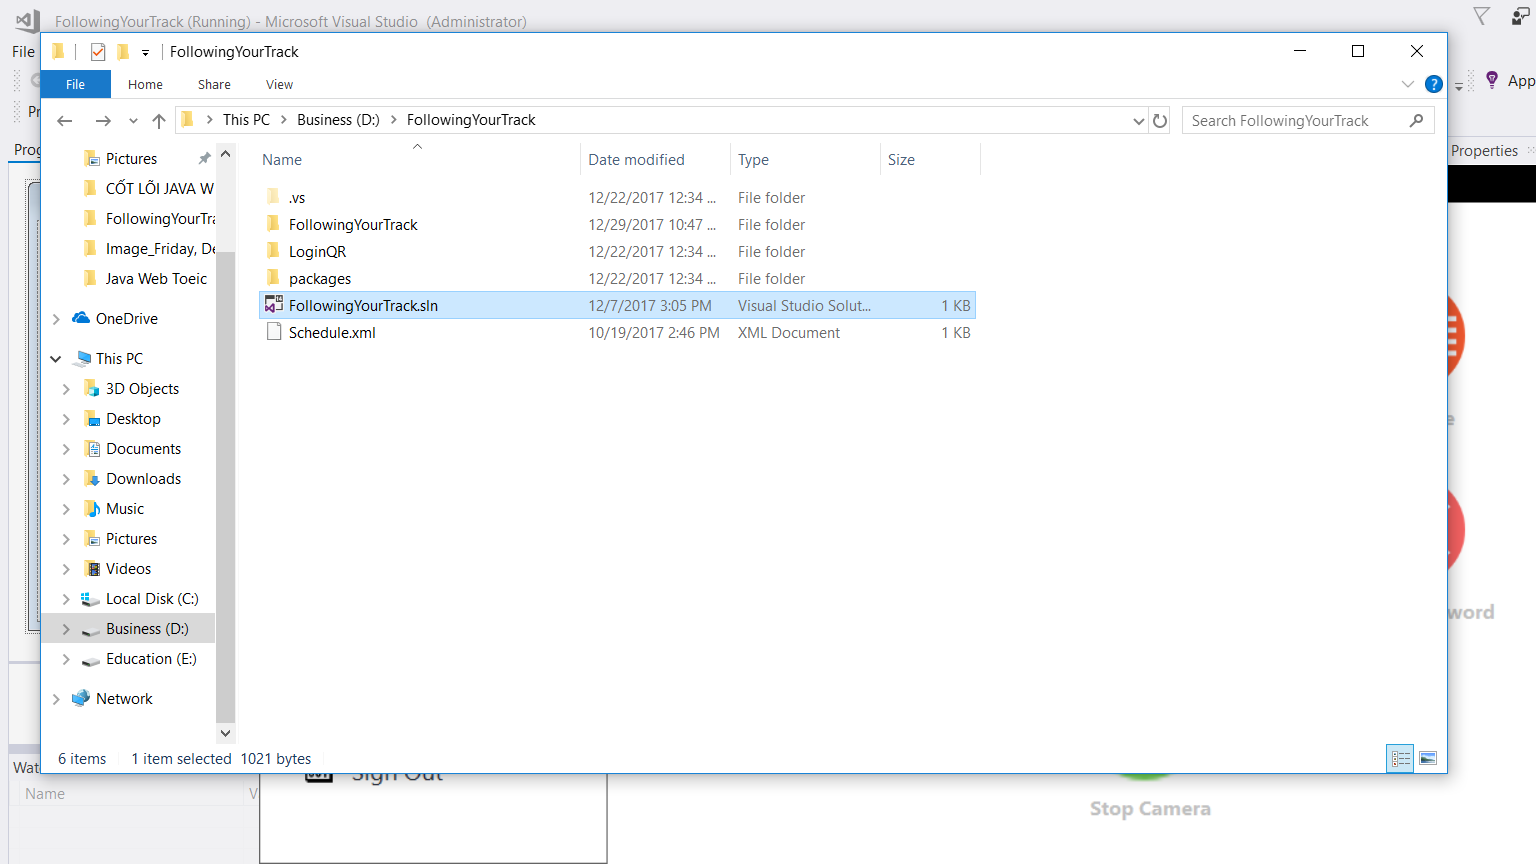 FollowingYourTrack (Running) - Microsoft Visual Studio (Administrator)
File
FollowingYourTrack
File Home Share View
App
This PC Business (D:) FollowingYourTrack
Search FollowingYourTrack
Properties
Pictures
CỐT LÕI JAVA W
FollowingYourTra
Image_Friday, De
Java Web Toeic
OneDrive
This PC
3D Objects
Desktop
Documents
Downloads
Music
Pictures
Videos
Local Disk (C:)
Business (D:)
Education (E:)
Network
Name Date modified Type Size
.vs 12/22/2017 12:34 ... File folder
FollowingYourTrack 12/29/2017 10:47 ... File folder
LoginQR 12/22/2017 12:34 ... File folder
packages 12/22/2017 12:34 ... File folder
FollowingYourTrack.sln 12/7/2017 3:05 PM Visual Studio Solut... 1 KB
Schedule.xml 10/19/2017 2:46 PM XML Document 1 KB
6 items 1 item selected 1021 bytes
word
Wat
Name V
Sign Out
Stop Camera